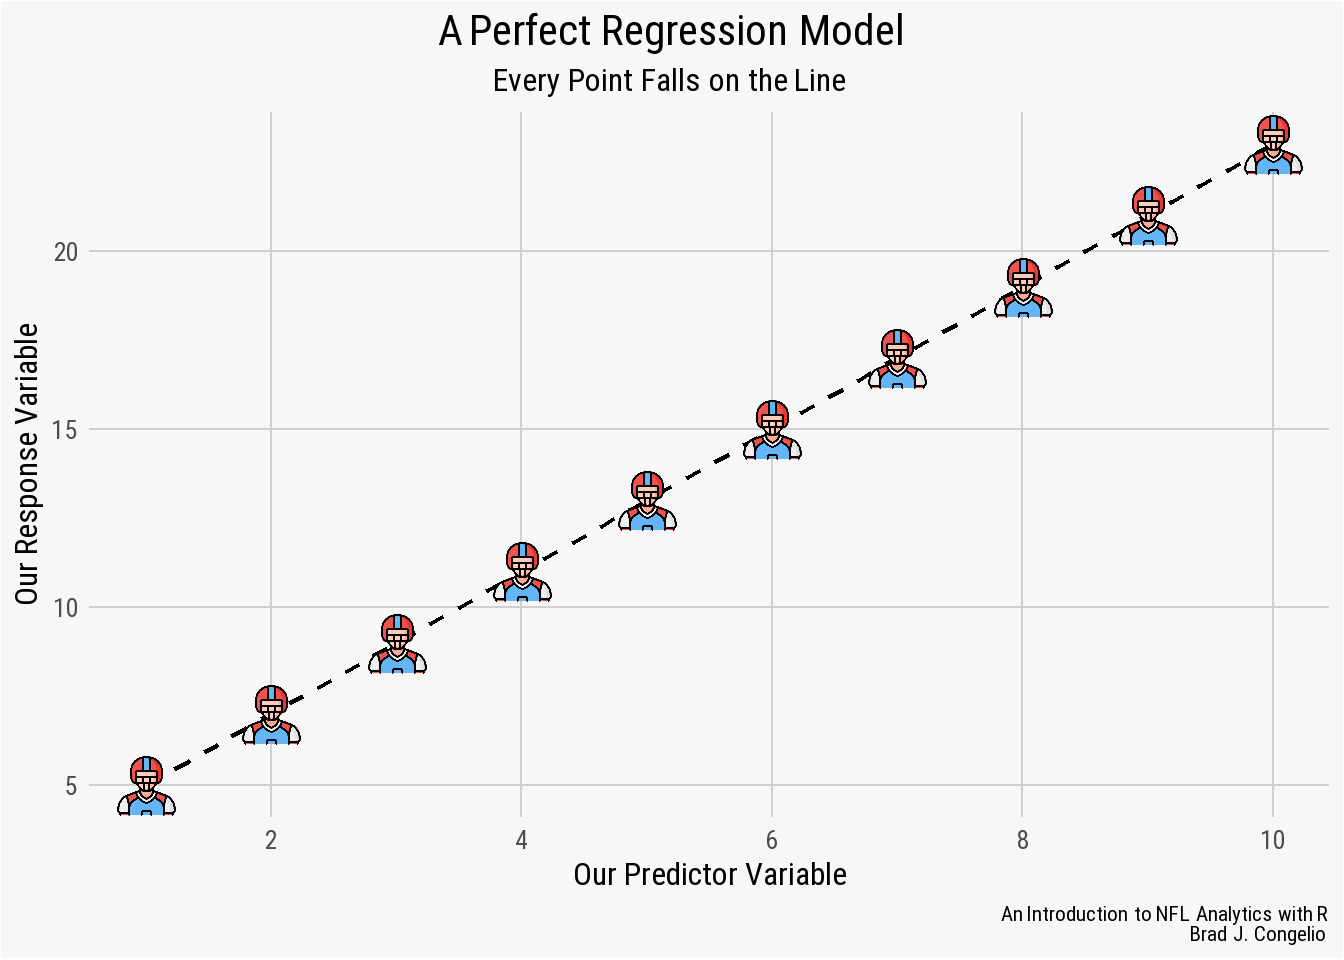 A Perfect Regression Model
Every Point Falls on the Line
Our Response Variable
20
15
10
5
2
4
6
8
10
Our Predictor Variable
An Introduction to NFL Analytics with R
Brad J. Congelio